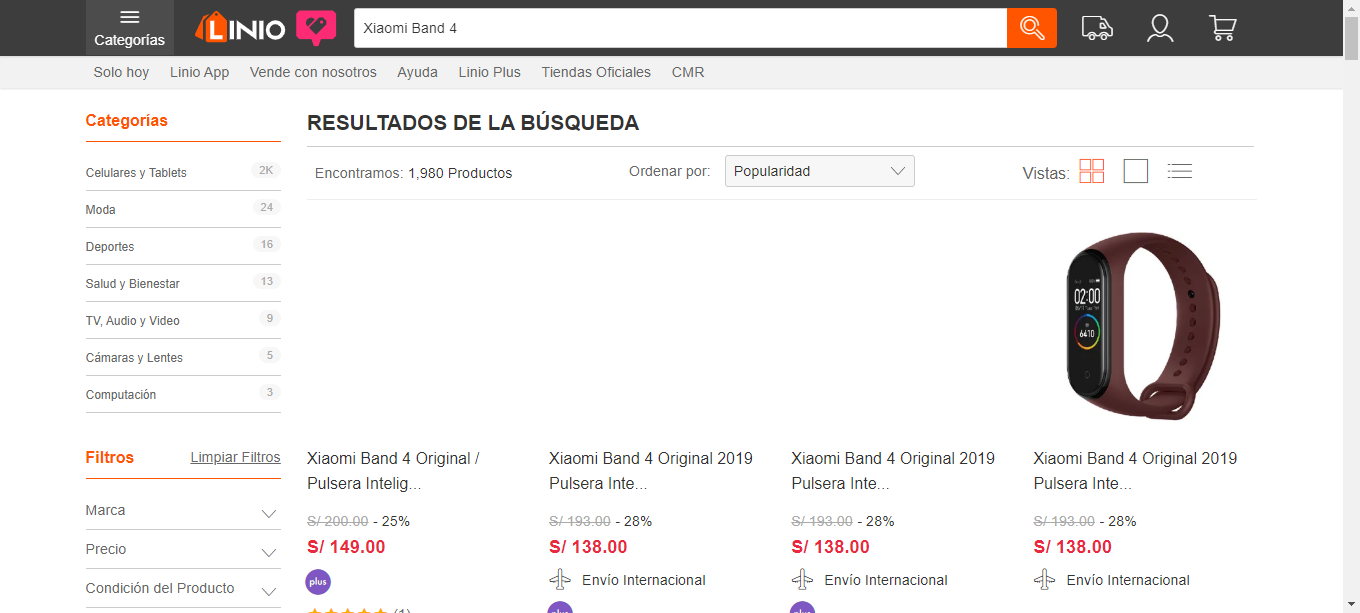 Categorías
LINIO
Xiaomi Band 4
Solo hoy Linio App Vende con nosotros Ayuda Linio Plus Tiendas Oficiales CMR
Categorías
Celulares y Tablets 2K
Moda 24
Deportes 16
Salud y Bienestar 13
TV, Audio y Video 9
Cámaras y Lentes 5
Computación 3
Filtros Limpiar Filtros
Marca
Precio
Condición del Producto
RESULTADOS DE LA BÚSQUEDA
Encontramos: 1,980 Productos Ordenar por: Popularidad Vistas:
02:00
6410
Xiaomi Band 4 Original /
Pulsera Intelig...
S/ 200.00 - 25%
S/ 149.00
plus
(1)
Xiaomi Band 4 Original 2019
Pulsera Inte...
S/ 193.00 - 28%
S/ 138.00
Envío Internacional
plus
Xiaomi Band 4 Original 2019
Pulsera Inte...
S/ 193.00 - 28%
S/ 138.00
Envío Internacional
plus
Xiaomi Band 4 Original 2019
Pulsera Inte...
S/ 193.00 - 28%
S/ 138.00
Envío Internacional